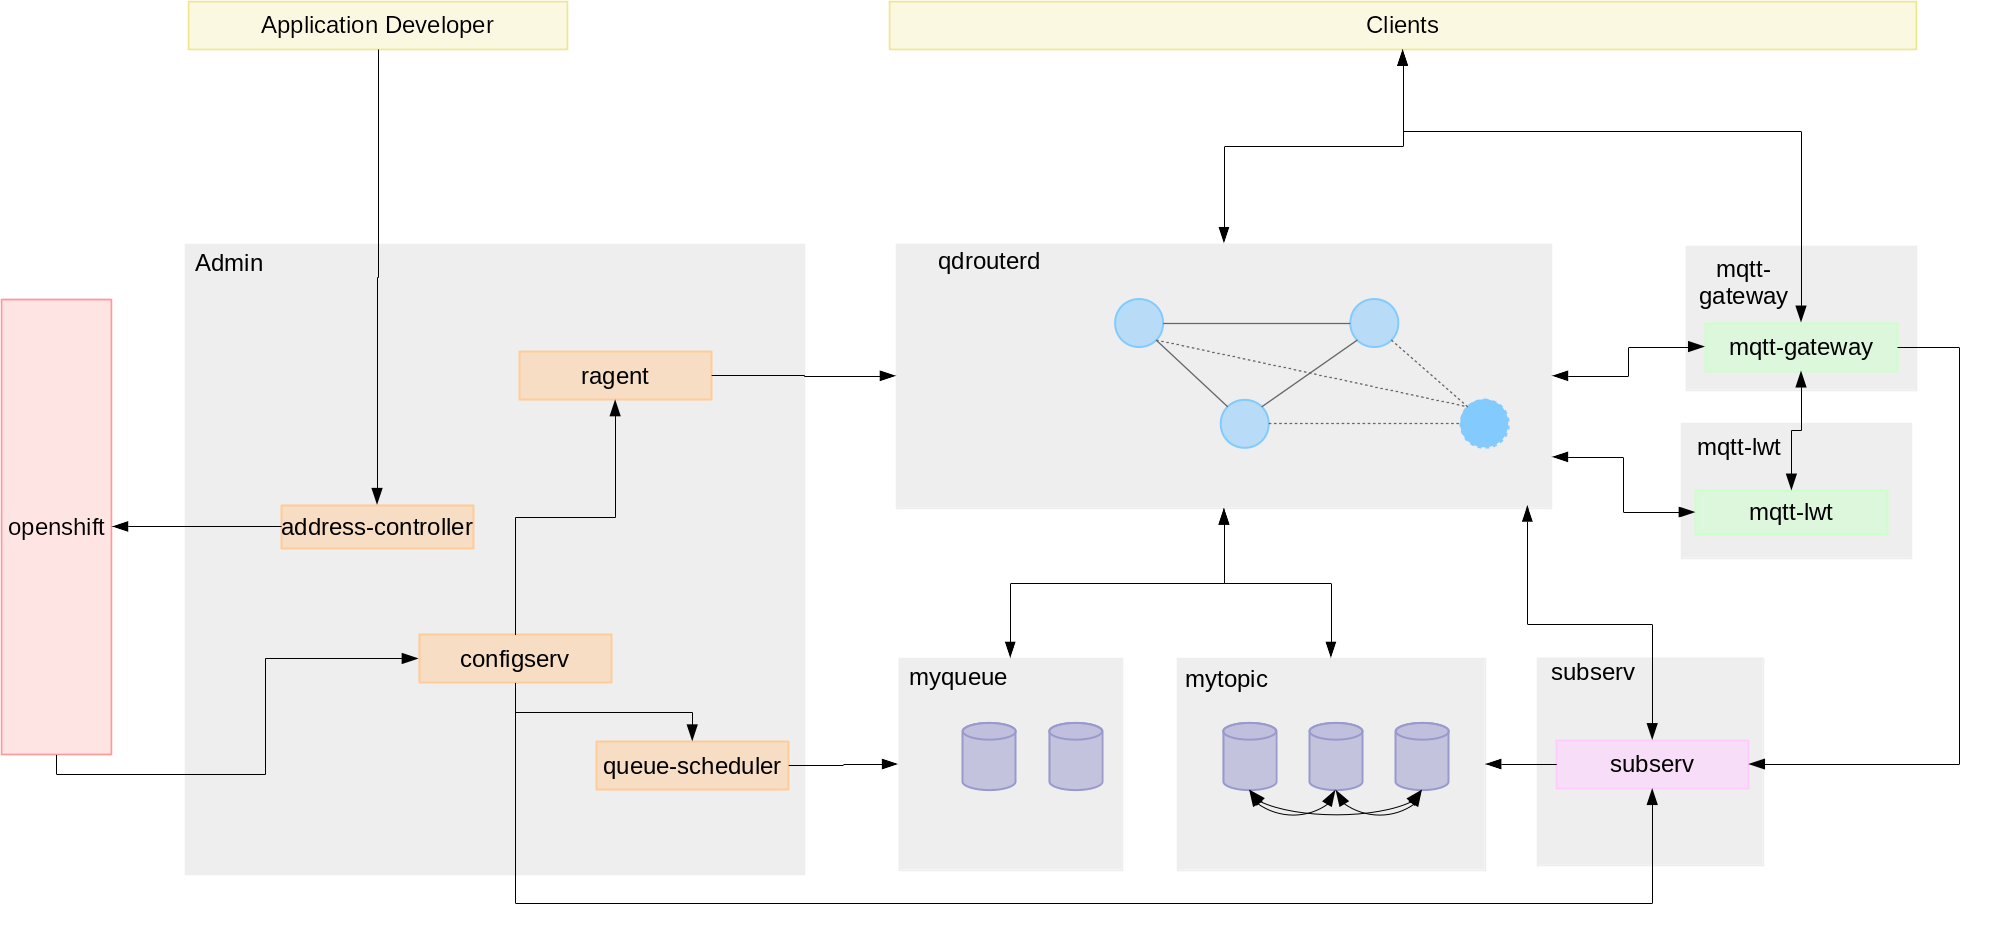 Application Developer
Clients
Admin
qdrouterd
mqtt-
gateway
mqtt-gateway
ragent
mqtt-lwt
mqtt-lwt
openshift
address-controller
configserv
myqueue
mytopic
subserv
queue-scheduler
subserv